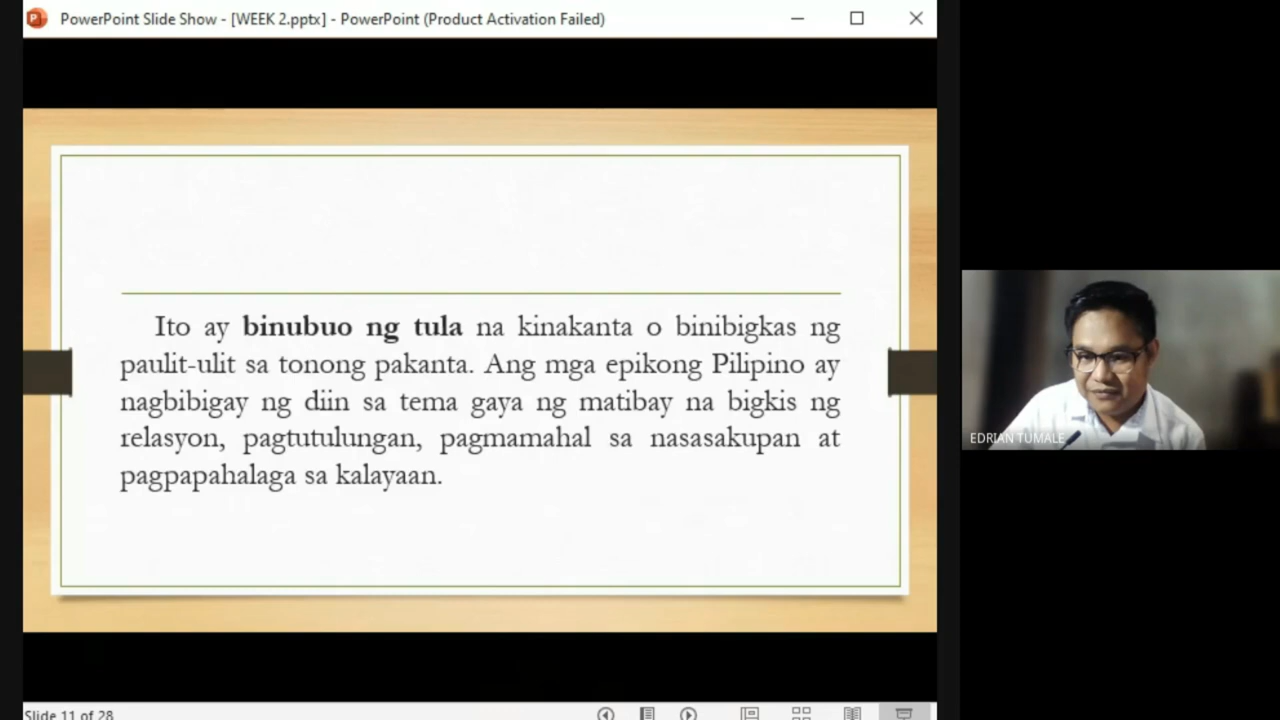 PowerPoint Slide Show - [WEEK 2.pptx] - PowerPoint (Product Activation Failed)
Ito ay binubuo ng tula na kinakanta o binibigkas ng
paulit-ulit sa tonong pakanta. Ang mga epikong Pilipino ay
nagbibigay ng diin sa tema gaya ng matibay na bigkis ng
relasyon, pagtutulungan, pagmamahal sa nasasakupan at
pagpapahalaga sa kalayaan.
EDRIAN TUMALE
Slide 11 of 28